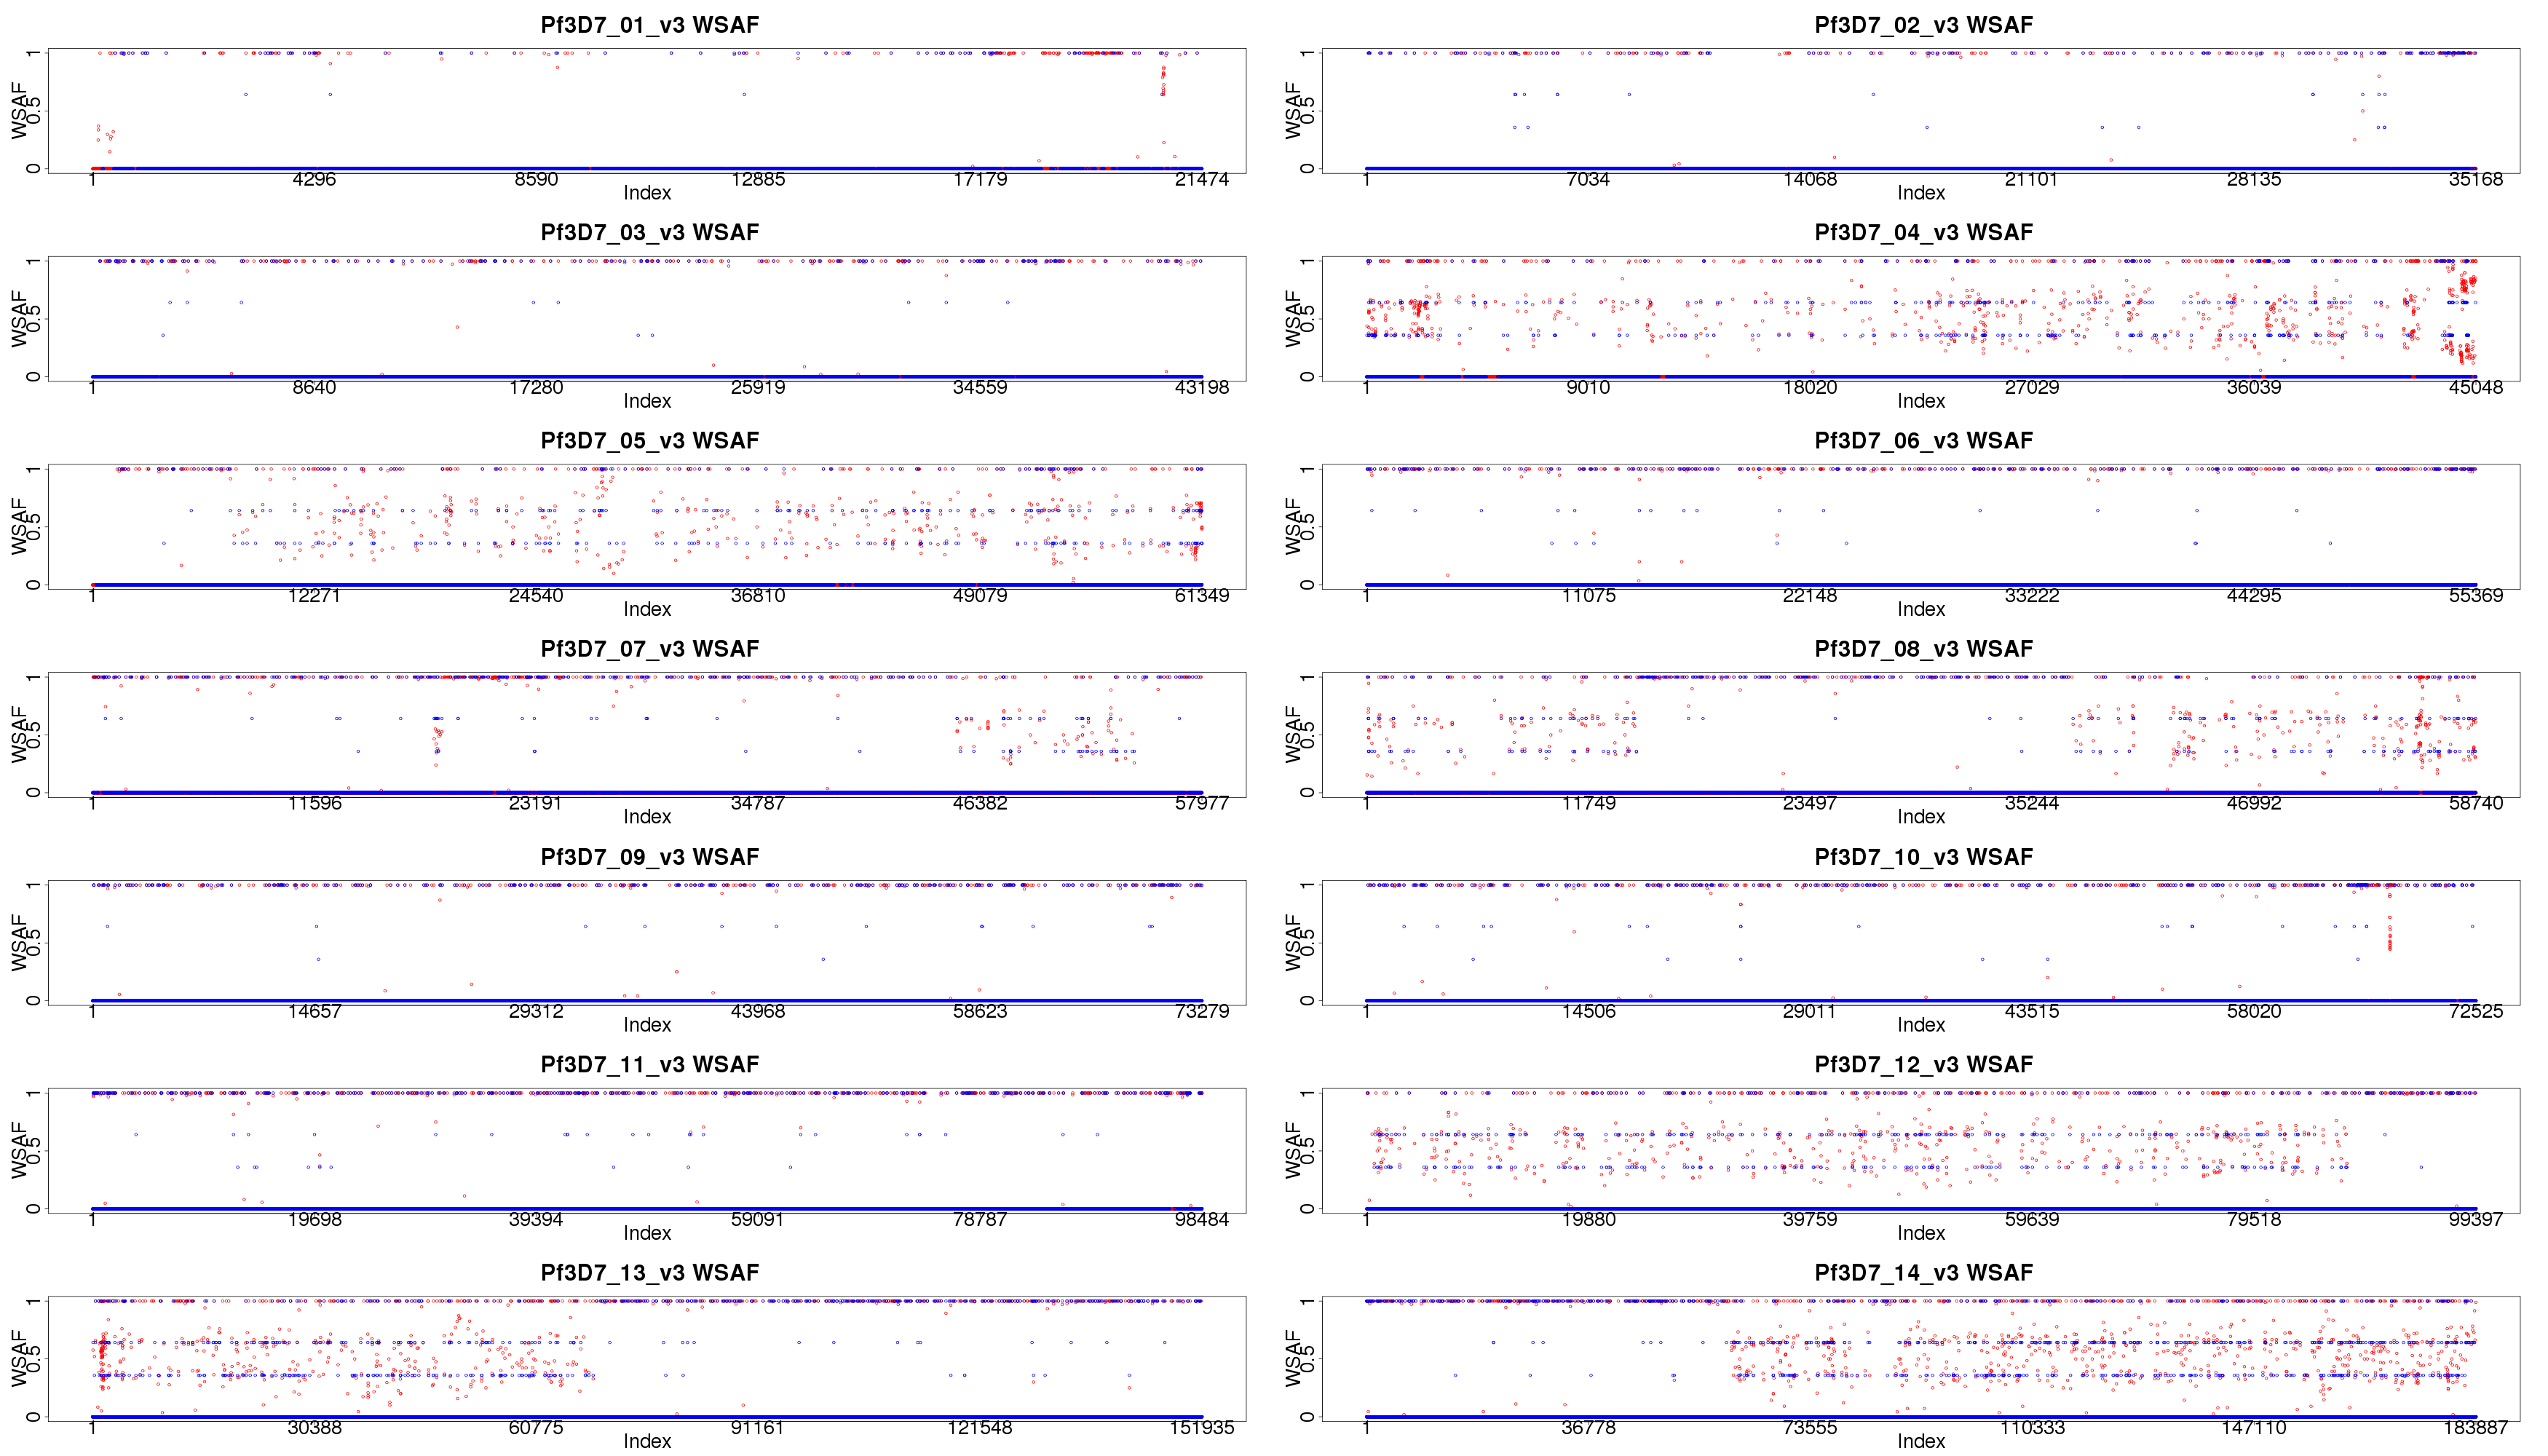 Pf3D7_01_v3 WSAF
WSAF
0 0.5 1
1 4296 8590 12885 17179 21474
Index
Pf3D7_02_v3 WSAF
WSAF
0 0.5 1
1 7034 14068 21101 28135 35168
Index
Pf3D7_03_v3 WSAF
WSAF
0 0.5 1
1 8640 17280 25919 34559 43198
Index
Pf3D7_04_v3 WSAF
WSAF
0 0.5 1
1 9010 18020 27029 36039 45048
Index
Pf3D7_05_v3 WSAF
WSAF
0 0.5 1
1 12271 24540 36810 49079 61349
Index
Pf3D7_06_v3 WSAF
WSAF
0 0.5 1
1 11075 22148 33222 44295 55369
Index
Pf3D7_07_v3 WSAF
WSAF
0 0.5 1
1 11596 23191 34787 46382 57977
Index
Pf3D7_08_v3 WSAF
WSAF
0 0.5 1
1 11749 23497 35244 46992 58740
Index
Pf3D7_09_v3 WSAF
WSAF
0 0.5 1
1 14657 29312 43968 58623 73279
Index
Pf3D7_10_v3 WSAF
WSAF
0 0.5 1
1 14506 29011 43515 58020 72525
Index
Pf3D7_11_v3 WSAF
WSAF
0 0.5 1
1 19698 39394 59091 78787 98484
Index
Pf3D7_12_v3 WSAF
WSAF
0 0.5 1
1 19880 39759 59639 79518 99397
Index
Pf3D7_13_v3 WSAF
WSAF
0 0.5 1
1 30388 60775 91161 121548 151935
Index
Pf3D7_14_v3 WSAF
WSAF
0 0.5 1
1 36778 73555 110333 147110 183887
Index